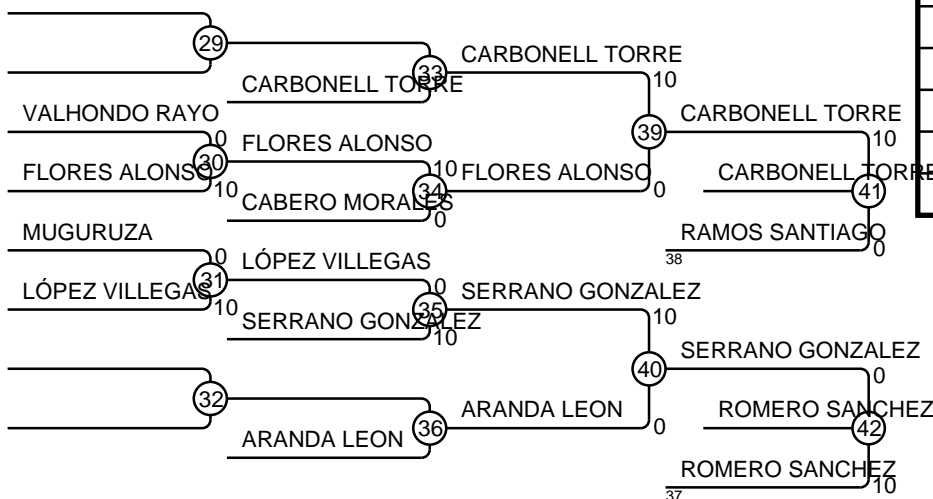 29
CARBONELL TORRE
33
CARBONELL TORRE
10
VALHONDO RAYO
0
CARBONELL TORRE
10
39
30
FLORES ALONSO
10
FLORES ALONSO
10
34
FLORES ALONSO
0
CARBONELL TORRE
41
CABERO MORALES
0
MUGURUZA
0
RAMOS SANTIAGO
0
38
31
LÓPEZ VILLEGAS
0
LÓPEZ VILLEGAS
10
35
SERRANO GONZALEZ
10
SERRANO GONZALEZ
10
40
SERRANO GONZALEZ
0
32
36
ARANDA LEON
0
ROMERO SANCHEZ
42
ARANDA LEON
ROMERO SANCHEZ
10
37